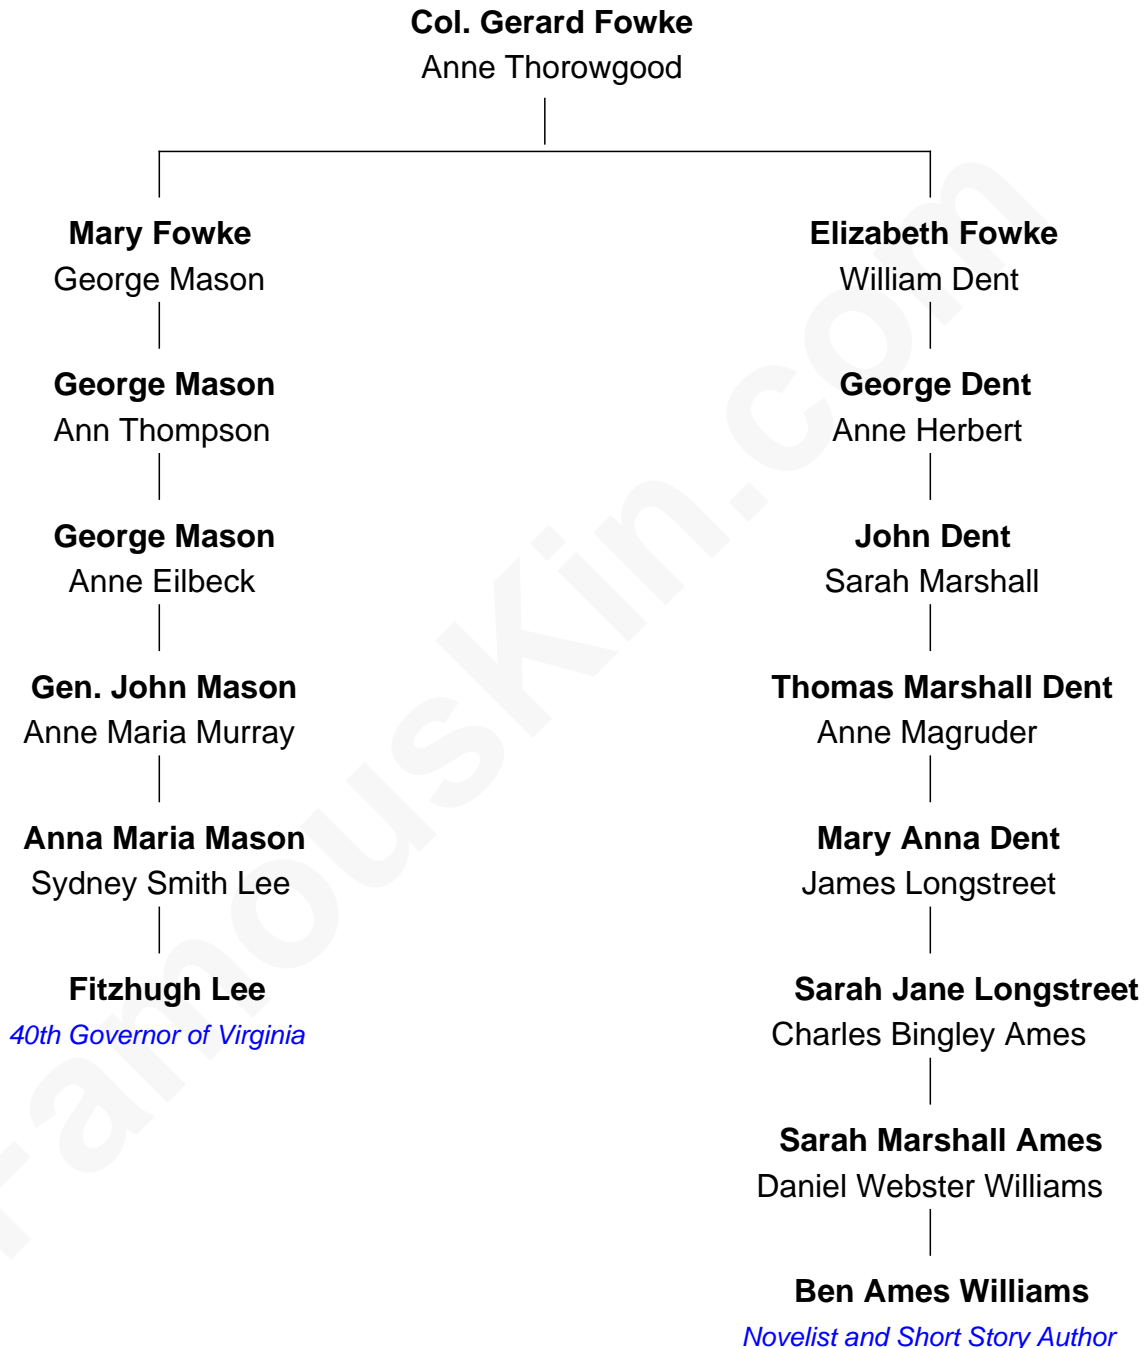 Col. Gerard Fowke
Anne Thorowgood
Mary Fowke
George Mason
George Mason
Ann Thompson
George Mason
Anne Eilbeck
Gen. John Mason
Anne Maria Murray
Anna Maria Mason
Sydney Smith Lee
Fitzhugh Lee
40th Governor of Virginia
Elizabeth Fowke
William Dent
George Dent
Anne Herbert
John Dent
Sarah Marshall
Thomas Marshall Dent
Anne Magruder
Mary Anna Dent
James Longstreet
Sarah Jane Longstreet
Charles Bingley Ames
Sarah Marshall Ames
Daniel Webster Williams
Ben Ames Williams
Novelist and Short Story Author
FamousKin.com